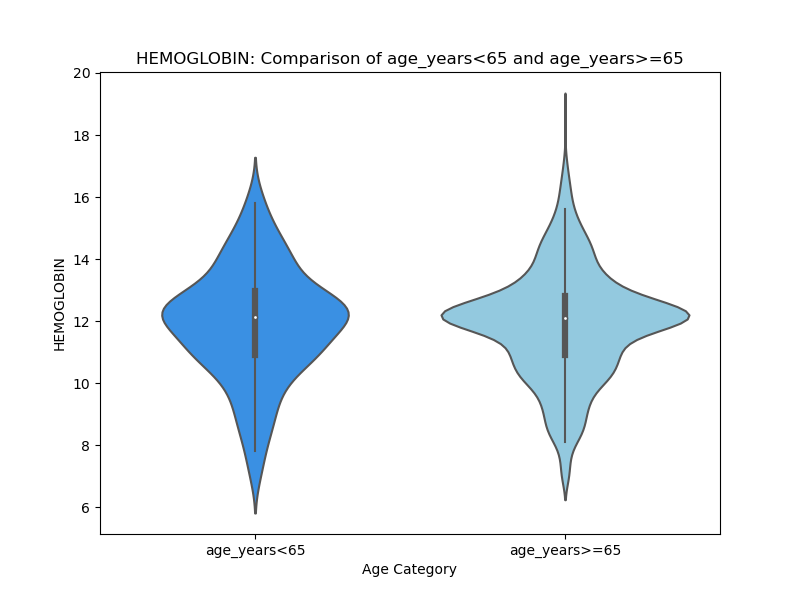 HEMOGLOBIN: Comparison of age_years<65 and age_years>=65
20
18
16
14
12
10
8
6
HEMOGLOBIN
age_years<65
age_years>=65
Age Category